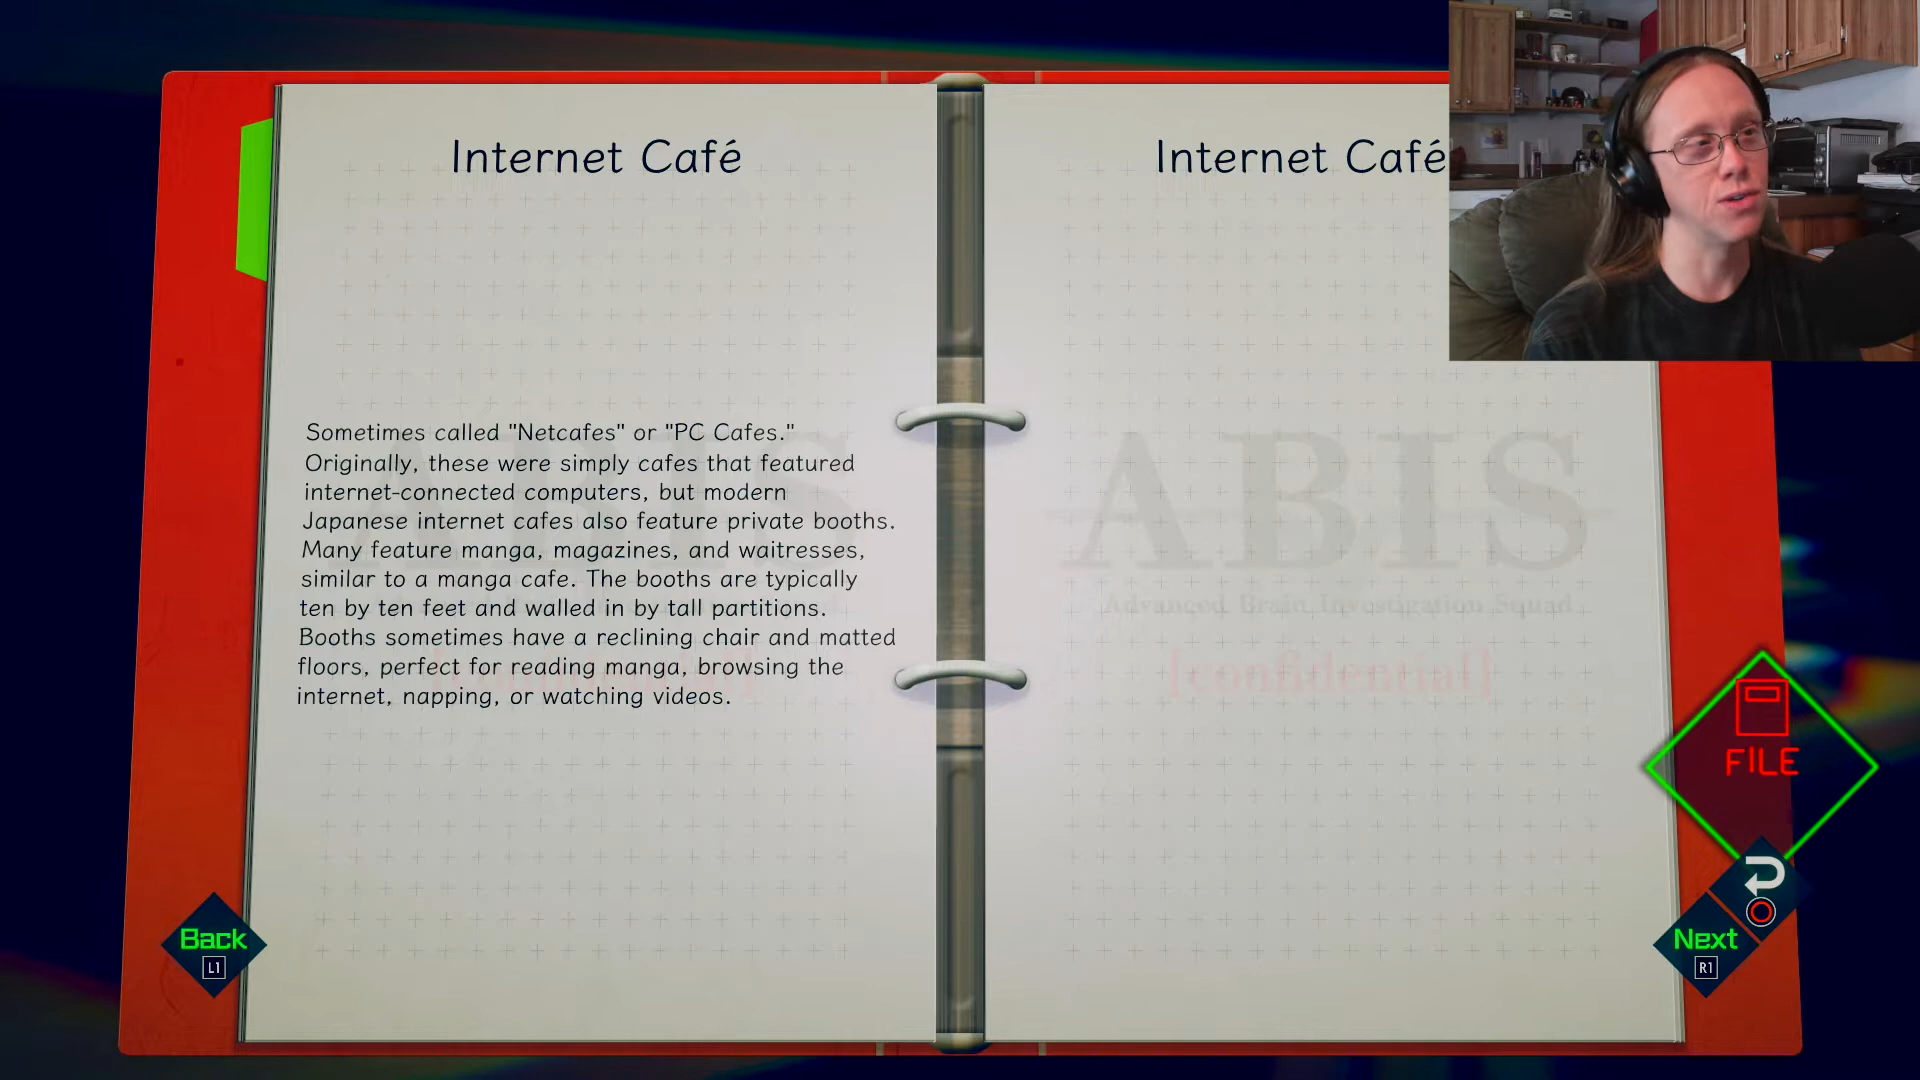 Internet Café
Sometimes called "Netcafes" or "PC Cafes."
Originally, these were simply cafes that featured
internet-connected computers, but modern
Japanese internet cafes also feature private booths.
Many feature manga, magazines, and waitresses,
similar to a manga cafe. The booths are typically
ten by ten feet and walled in by tall partitions.
Booths sometimes have a reclining chair and matted
floors, perfect for reading manga, browsing the
internet, napping, or watching videos.
Internet Café
ABIS
Advanced Brain Investigation Squad
[confidential]
FILE
Back
L1
Next
R1